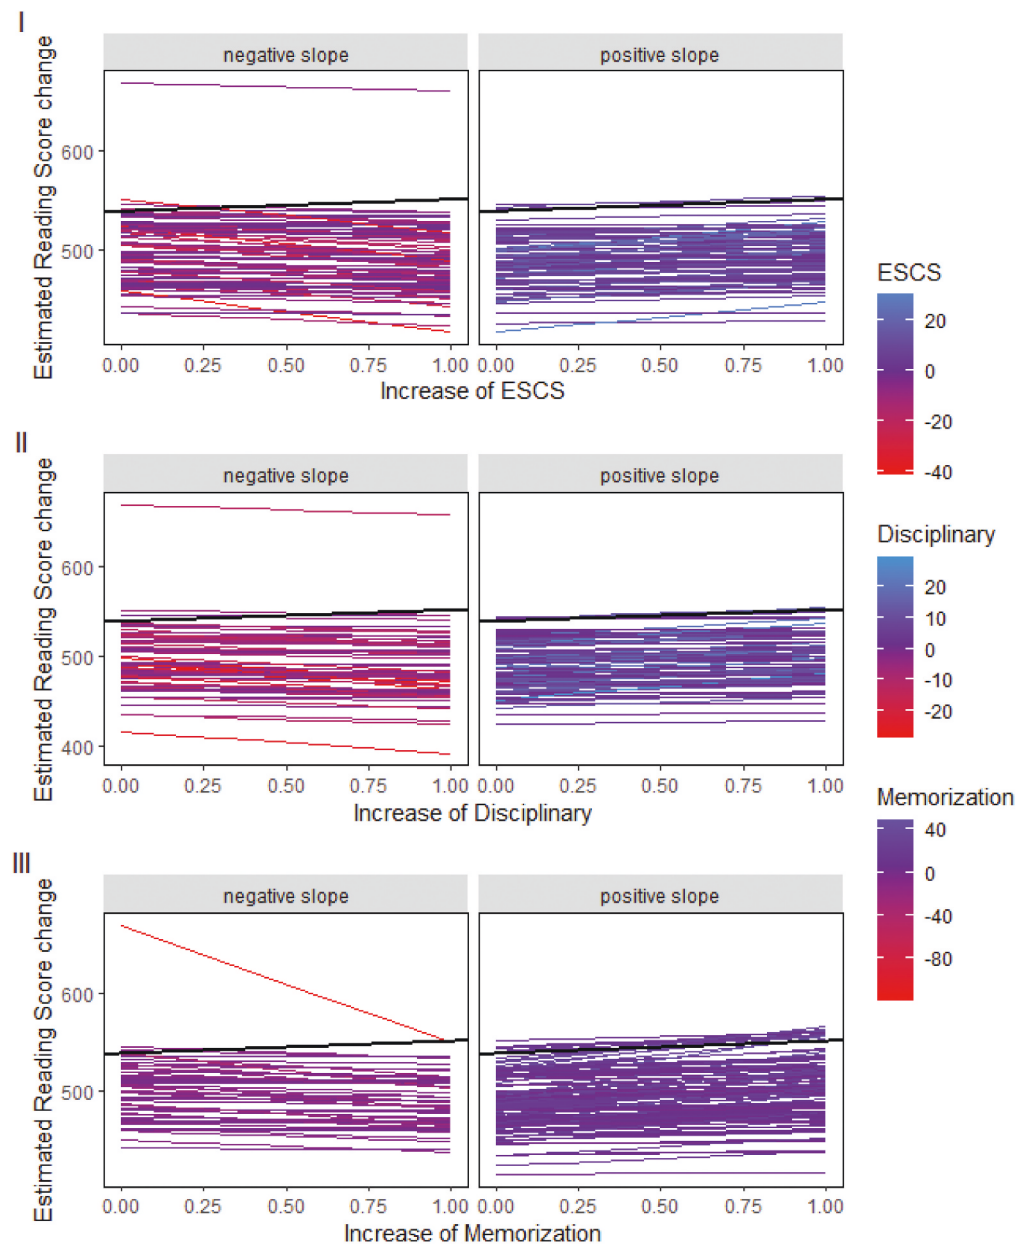 I
negative slope
positive slope
Estimated Reading Score change
600
500
0.00 0.25 0.50 0.75 1.00
0.00 0.25 0.50 0.75 1.00
Increase of ESCS
ESCS
20
0
-20
-40
II
negative slope
positive slope
Estimated Reading Score change
600
500
400
0.00 0.25 0.50 0.75 1.00
0.00 0.25 0.50 0.75 1.00
Increase of Disciplinary
Disciplinary
20
10
0
-10
-20
III
negative slope
positive slope
Estimated Reading Score change
600
500
0.00 0.25 0.50 0.75 1.00
0.00 0.25 0.50 0.75 1.00
Increase of Memorization
Memorization
40
0
-40
-80